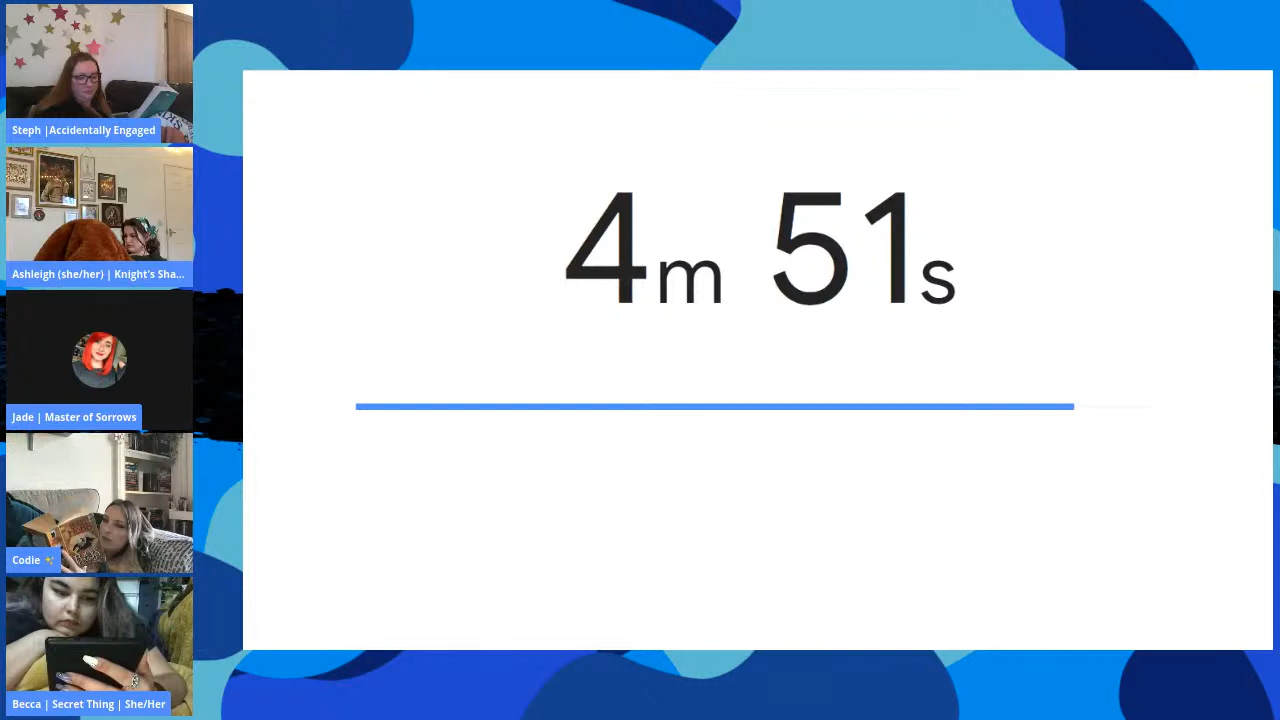 Steph |Accidentally Engaged
Ashleigh (she/her) | Knight's Sha...
Jade | Master of Sorrows
Codie ✨
Becca | Secret Thing | She/Her
4m 51s